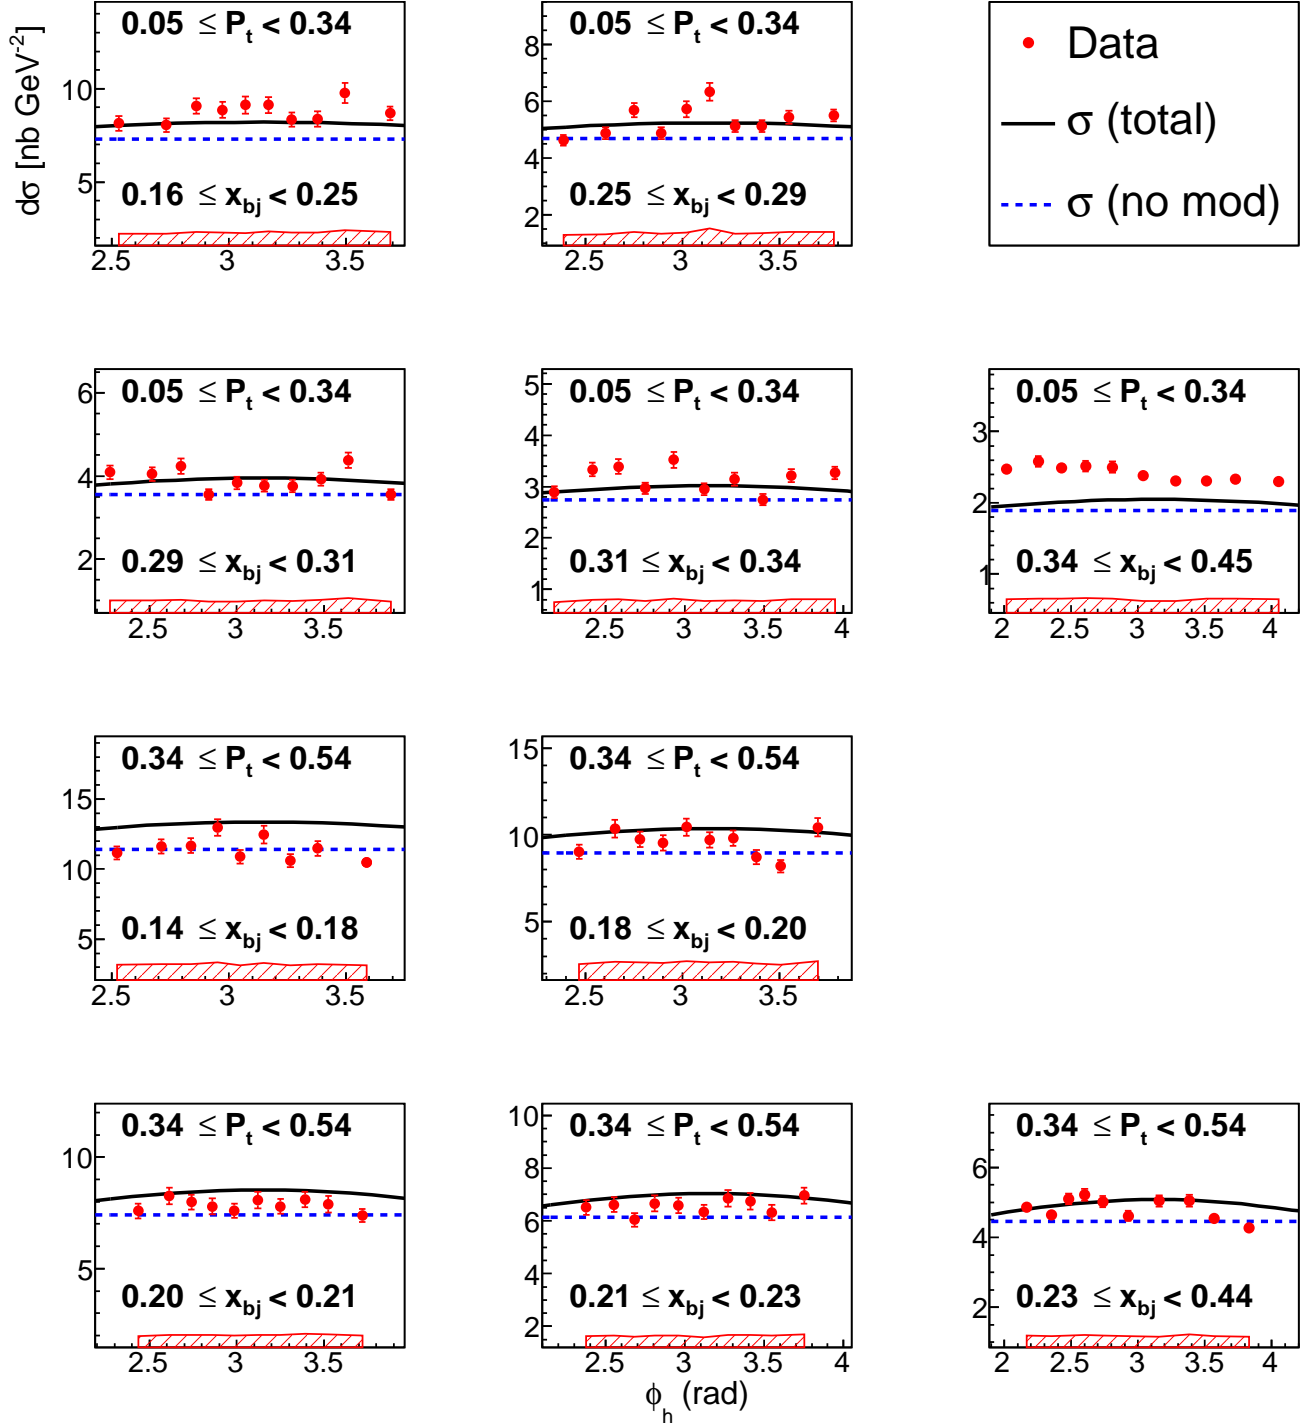 dσ [nb GeV⁻²]
0.05 ≤ Pₜ < 0.34
10
5
0.16 ≤ x_bj < 0.25
2.5 3 3.5
0.05 ≤ Pₜ < 0.34
8
6
4
2
0.25 ≤ x_bj < 0.29
2.5 3 3.5
Data
σ (total)
σ (no mod)
0.05 ≤ Pₜ < 0.34
6
4
2
0.29 ≤ x_bj < 0.31
2.5 3 3.5
0.05 ≤ Pₜ < 0.34
5
4
3
2
1
0.31 ≤ x_bj < 0.34
2.5 3 3.5 4
0.05 ≤ Pₜ < 0.34
3
2
1
0.34 ≤ x_bj < 0.45
2 2.5 3 3.5 4
0.34 ≤ Pₜ < 0.54
15
10
5
0.14 ≤ x_bj < 0.18
2.5 3 3.5
0.34 ≤ Pₜ < 0.54
15
10
5
0.18 ≤ x_bj < 0.20
2.5 3 3.5
0.34 ≤ Pₜ < 0.54
10
5
0.20 ≤ x_bj < 0.21
2.5 3 3.5
0.34 ≤ Pₜ < 0.54
10
8
6
4
2
0.21 ≤ x_bj < 0.23
2.5 3 3.5 4
0.34 ≤ Pₜ < 0.54
6
4
2
0.23 ≤ x_bj < 0.44
2 2.5 3 3.5 4
ϕ_h (rad)